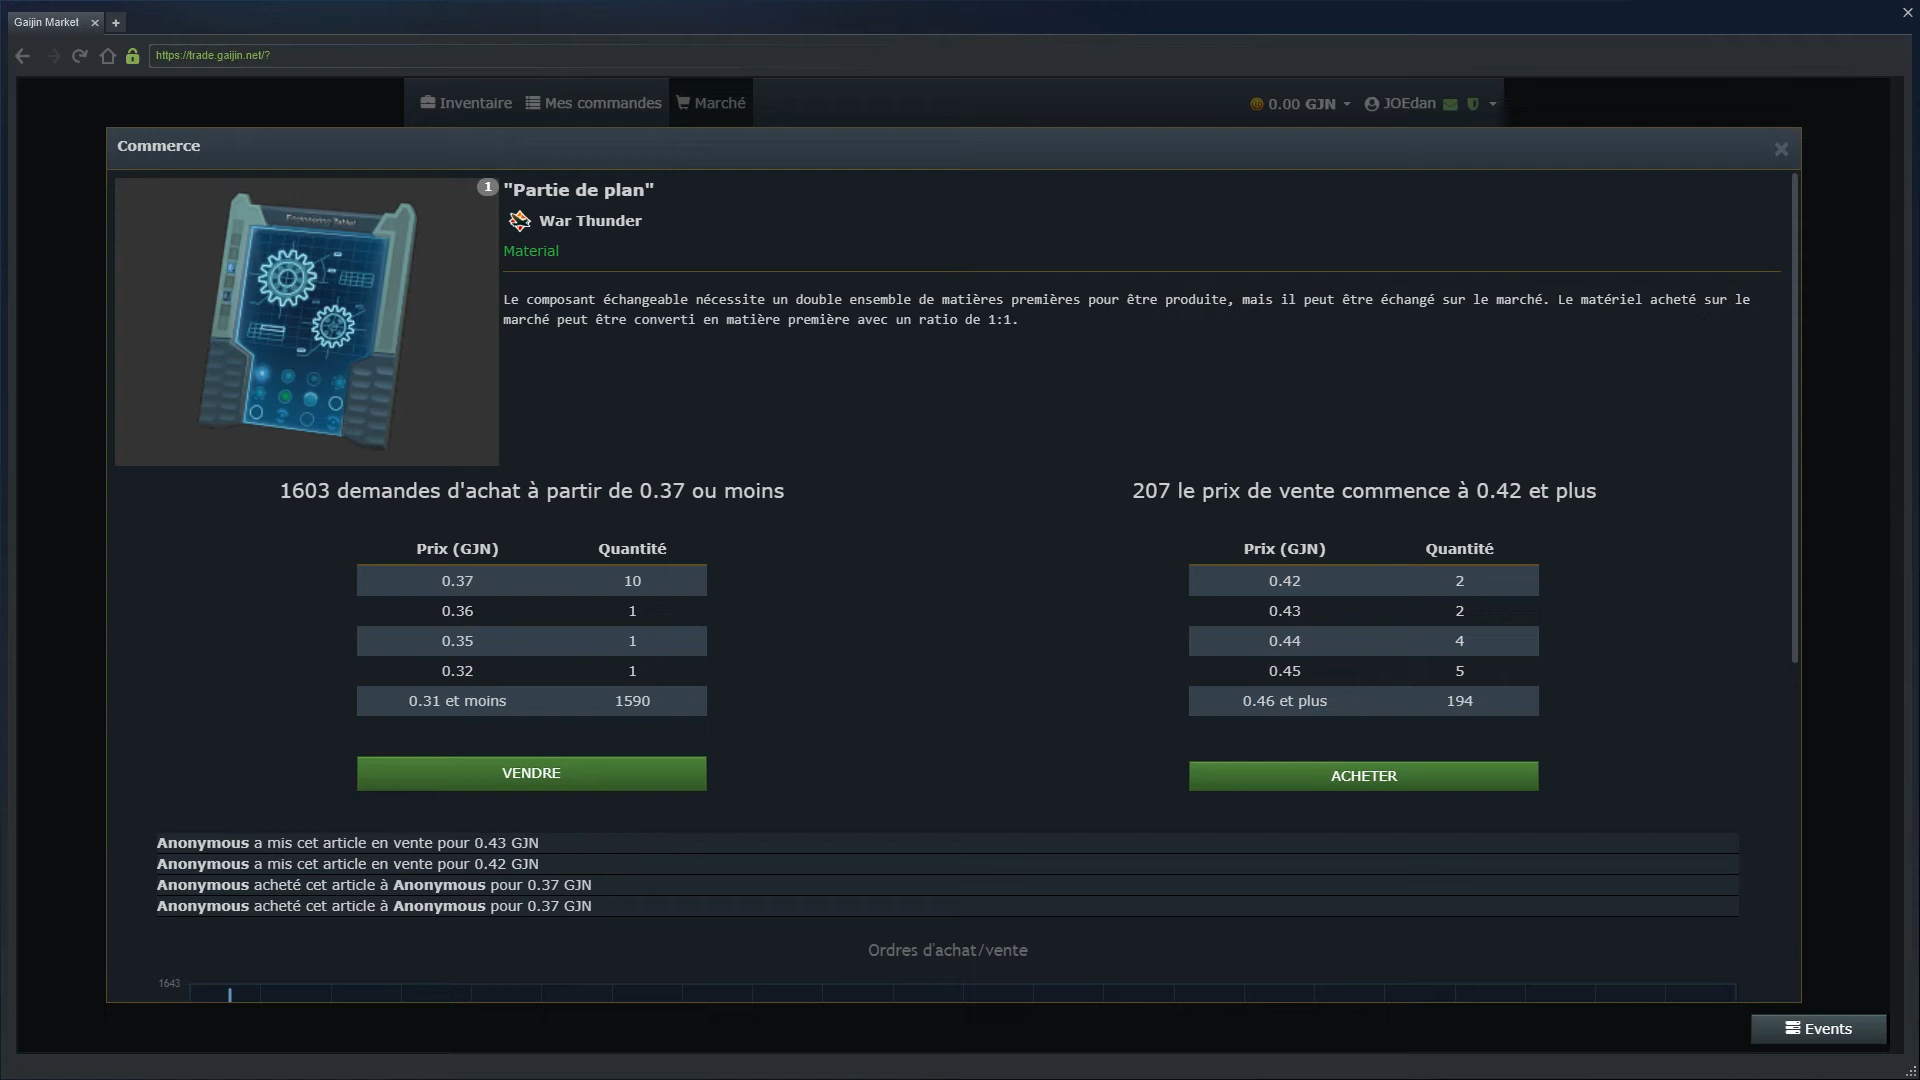 Gaijin Market
https://trade.gaijin.net/?
Inventaire Mes commandes Marché 0.00 GJN JOEdan
Commerce
1
"Partie de plan"
War Thunder
Material
Le composant échangeable nécessite un double ensemble de matières premières pour être produite, mais il peut être échangé sur le marché. Le matériel acheté sur le
marché peut être converti en matière première avec un ratio de 1:1.
1603 demandes d'achat à partir de 0.37 ou moins
Prix (GJN) Quantité
0.37 10
0.36 1
0.35 1
0.32 1
0.31 et moins 1590
VENDRE
207 le prix de vente commence à 0.42 et plus
Prix (GJN) Quantité
0.42 2
0.43 2
0.44 4
0.45 5
0.46 et plus 194
ACHETER
Anonymous a mis cet article en vente pour 0.43 GJN
Anonymous a mis cet article en vente pour 0.42 GJN
Anonymous acheté cet article à Anonymous pour 0.37 GJN
Anonymous acheté cet article à Anonymous pour 0.37 GJN
Ordres d'achat/vente
1643
Events